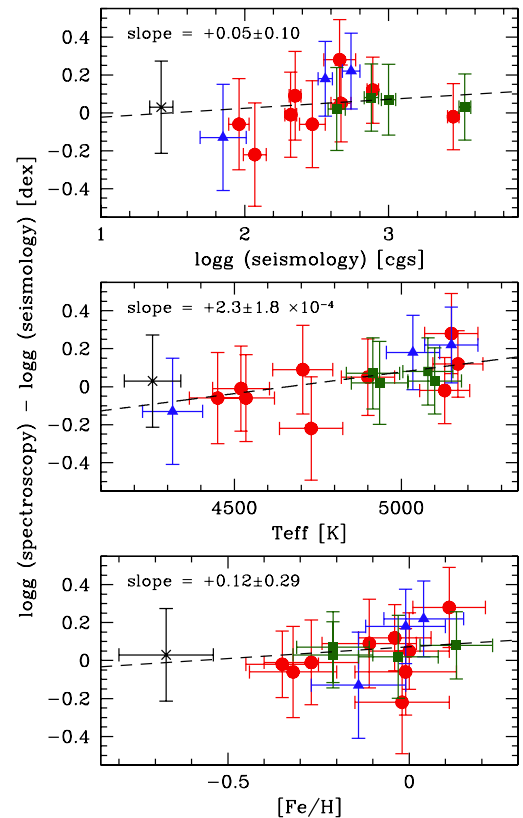 logg (spectroscopy) − logg (seismology) [dex]
slope = +0.05±0.10
0.4
0.2
0
−0.2
−0.4
1 2 3
logg (seismology) [cgs]
slope = +2.3±1.8 ×10⁻⁴
0.4
0.2
0
−0.2
−0.4
4500 5000
Teff [K]
slope = +0.12±0.29
0.4
0.2
0
−0.2
−0.4
−0.5 0
[Fe/H]